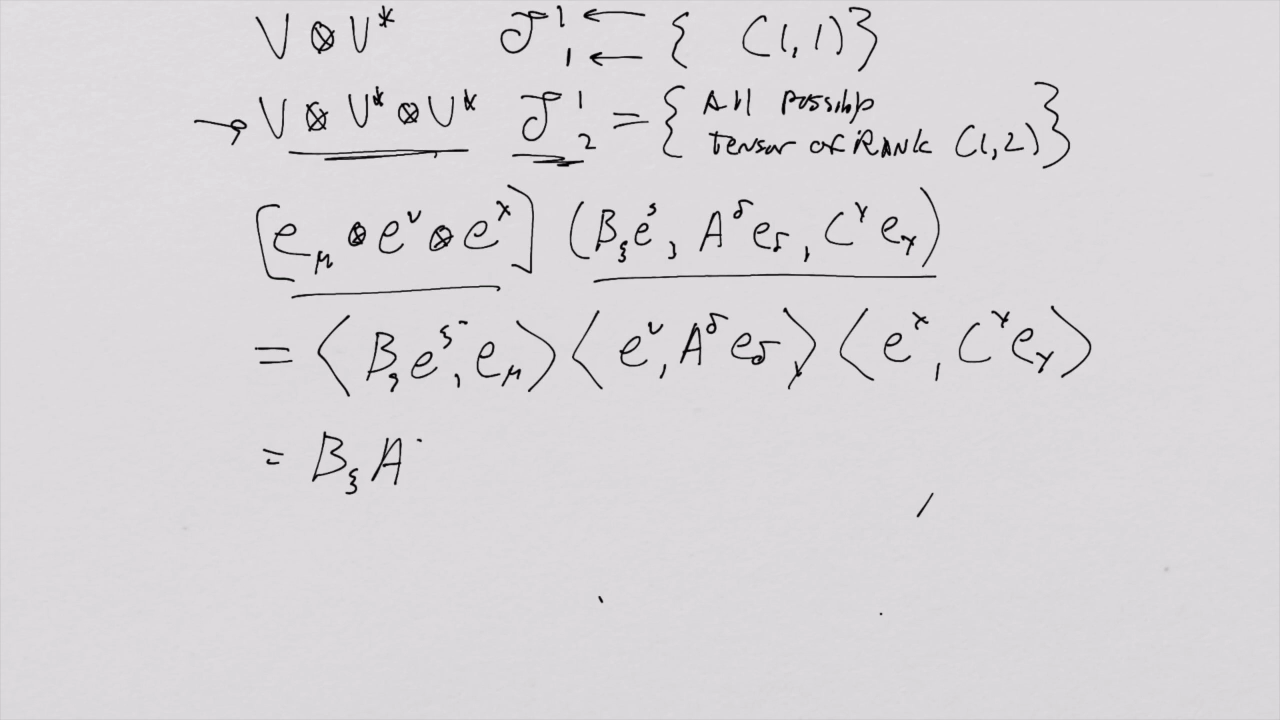 V ⊗ V* 𝒯¹₁ ⟵ ⟵ { (1,1) }
→ V ⊗ V* ⊗ V* 𝒯¹₂ = { All possible
tensor of RANK (1,2) }
[e_μ ⊗ e^ν ⊗ e^γ] (B_ξ e^ξ, A^δ e_δ, C^γ e_γ)
= ⟨B_ξ e^ξ, e_μ⟩ ⟨e^ν, A^δ e_δ⟩ ⟨e^γ, C^γ e_γ⟩
= B_ξ A